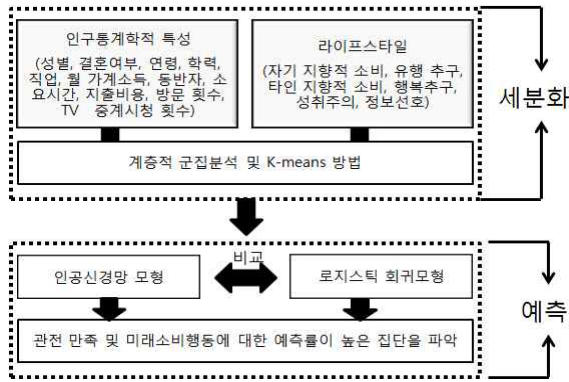 인구통계학적 특성
(성별, 결혼여부, 연령, 학력,
직업, 월 가계소득, 동반자, 소
요시간, 지출비용, 방문 횟수,
TV 중계시청 횟수)
라이프스타일
(자기 지향적 소비, 유행 추구,
타인 지향적 소비, 행복추구,
성취주의, 정보선호)
세분화
계층적 군집분석 및 K-means 방법
비교
인공신경망 모형
로지스틱 회귀모형
예측
관전 만족 및 미래소비행동에 대한 예측률이 높은 집단을 파악